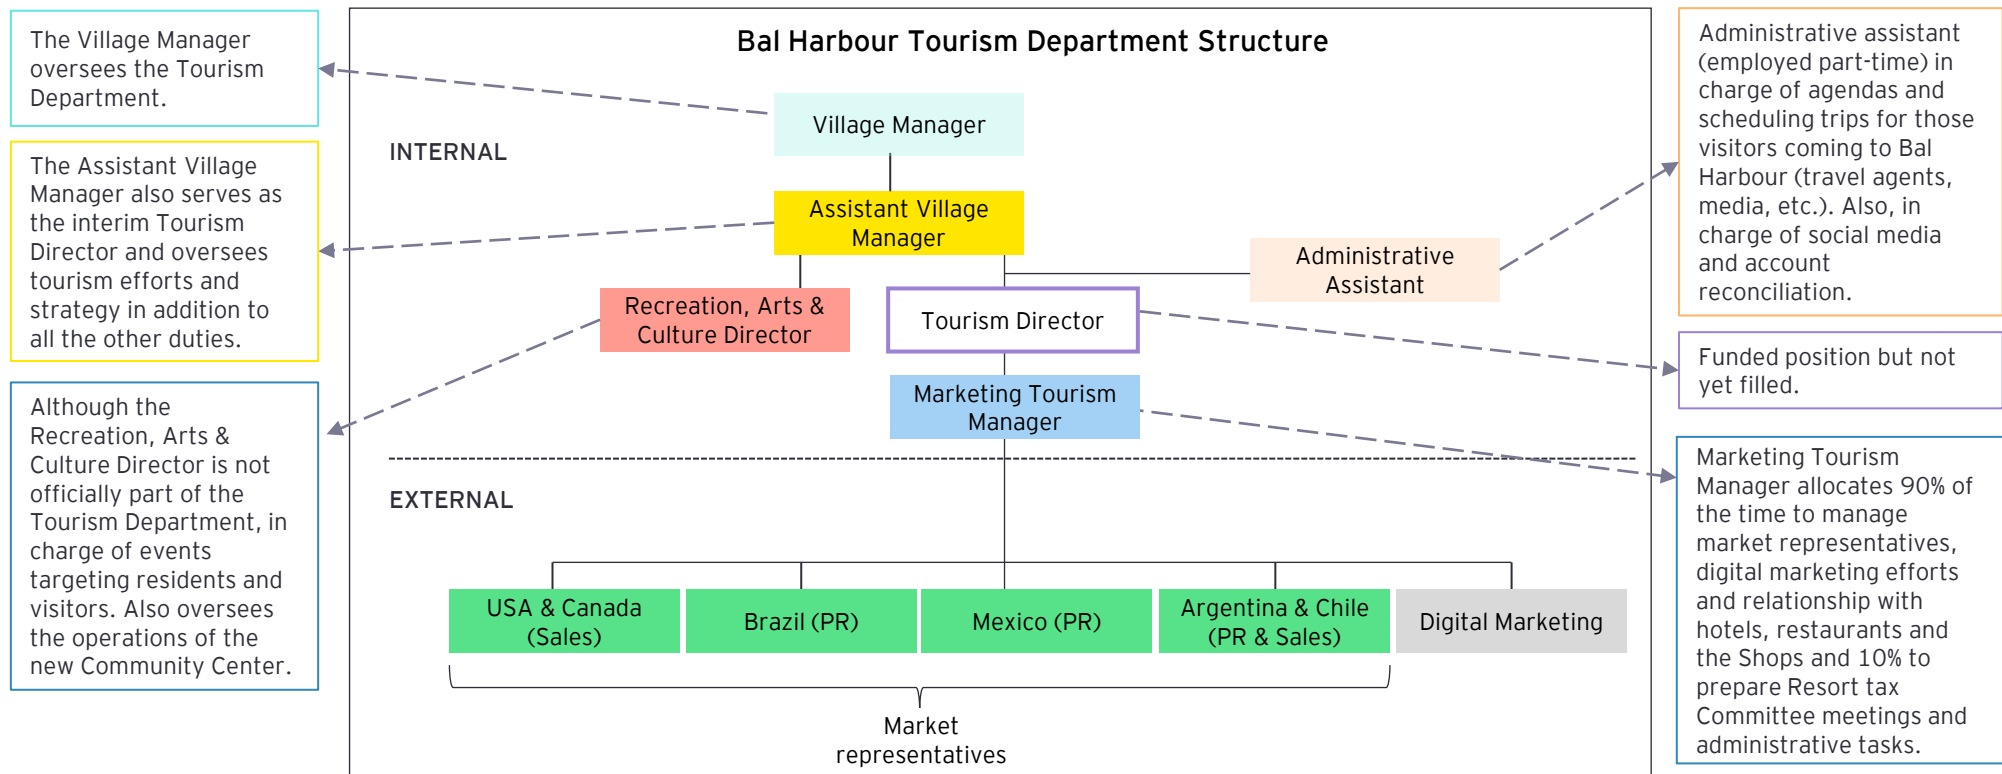 Bal Harbour Tourism Department Structure
The Village Manager
oversees the Tourism
Department.
The Assistant Village
Manager also serves as
the interim Tourism
Director and oversees
tourism efforts and
strategy in addition to
all the other duties.
Although the
Recreation, Arts &
Culture Director is not
officially part of the
Tourism Department, in
charge of events
targeting residents and
visitors. Also oversees
the operations of the
new Community Center.
INTERNAL
Village Manager
Assistant Village
Manager
Administrative
Assistant
Recreation, Arts &
Culture Director
Tourism Director
Marketing Tourism
Manager
EXTERNAL
USA & Canada
(Sales)
Brazil (PR)
Mexico (PR)
Argentina & Chile
(PR & Sales)
Digital Marketing
Market
representatives
Administrative assistant
(employed part-time) in
charge of agendas and
scheduling trips for those
visitors coming to Bal
Harbour (travel agents,
media, etc.). Also, in
charge of social media
and account
reconciliation.
Funded position but not
yet filled.
Marketing Tourism
Manager allocates 90% of
the time to manage
market representatives,
digital marketing efforts
and relationship with
hotels, restaurants and
the Shops and 10% to
prepare Resort tax
Committee meetings and
administrative tasks.